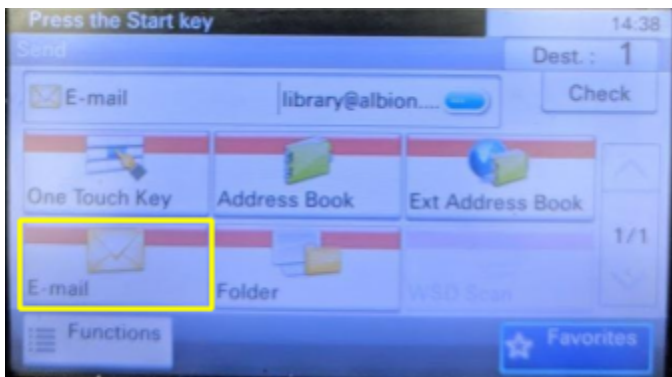 Press the Start key 14:38
Send Dest. : 1
E-mail library@albion.... Check
One Touch Key Address Book Ext Address Book
1/1
E-mail Folder WSD Scan
Functions Favorites